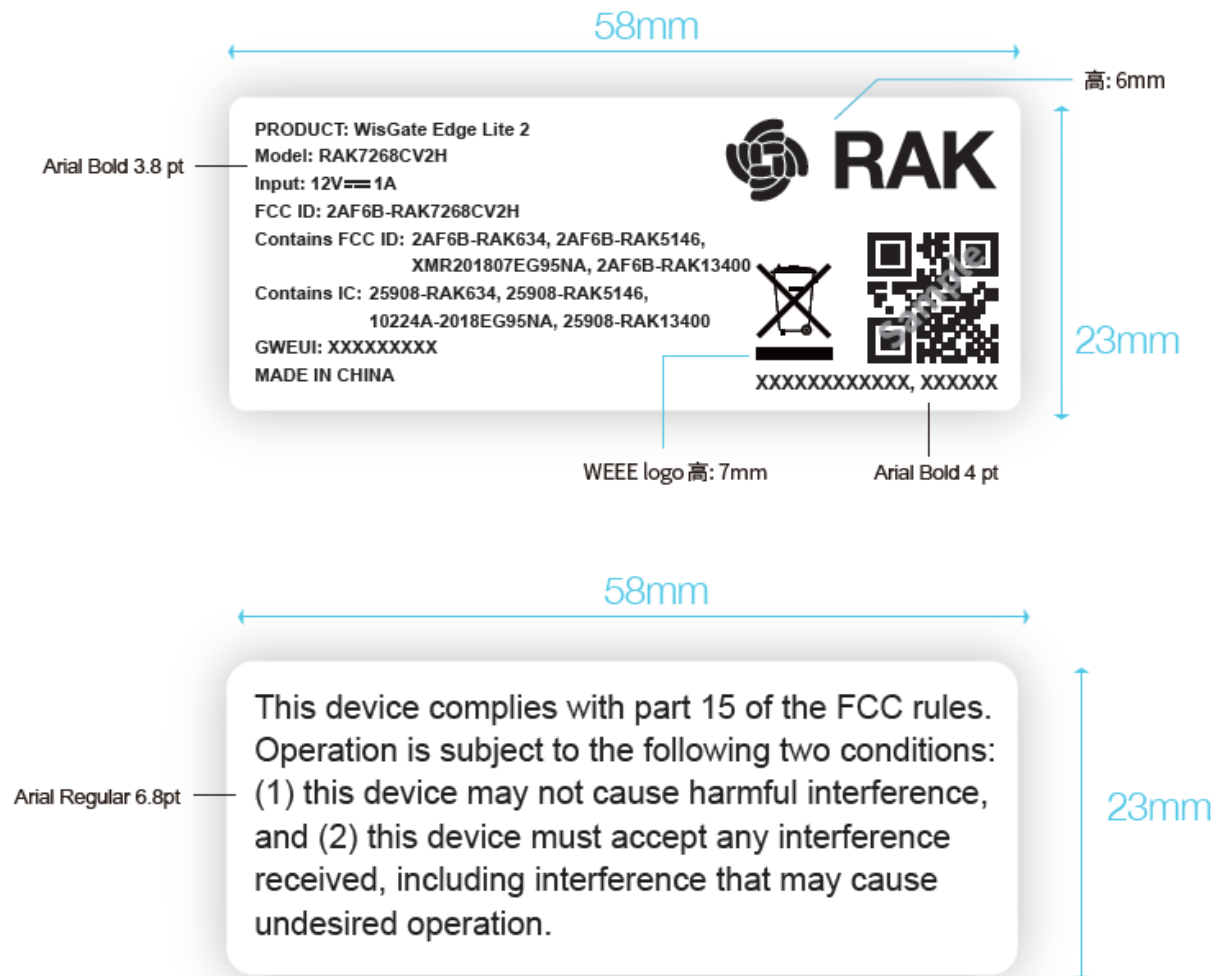 58mm
高: 6mm
PRODUCT: WisGate Edge Lite 2
Model: RAK7268CV2H
Input: 12V⎓1A
FCC ID: 2AF6B-RAK7268CV2H
Contains FCC ID: 2AF6B-RAK634, 2AF6B-RAK5146,
XMR201807EG95NA, 2AF6B-RAK13400
Contains IC: 25908-RAK634, 25908-RAK5146,
10224A-2018EG95NA, 25908-RAK13400
GWEUI: XXXXXXXXX
MADE IN CHINA
Arial Bold 3.8 pt
RAK
Sample
XXXXXXXXXXXX, XXXXXX
23mm
WEEE logo 高: 7mm
Arial Bold 4 pt
58mm
This device complies with part 15 of the FCC rules.
Operation is subject to the following two conditions:
(1) this device may not cause harmful interference,
and (2) this device must accept any interference
received, including interference that may cause
undesired operation.
Arial Regular 6.8pt
23mm